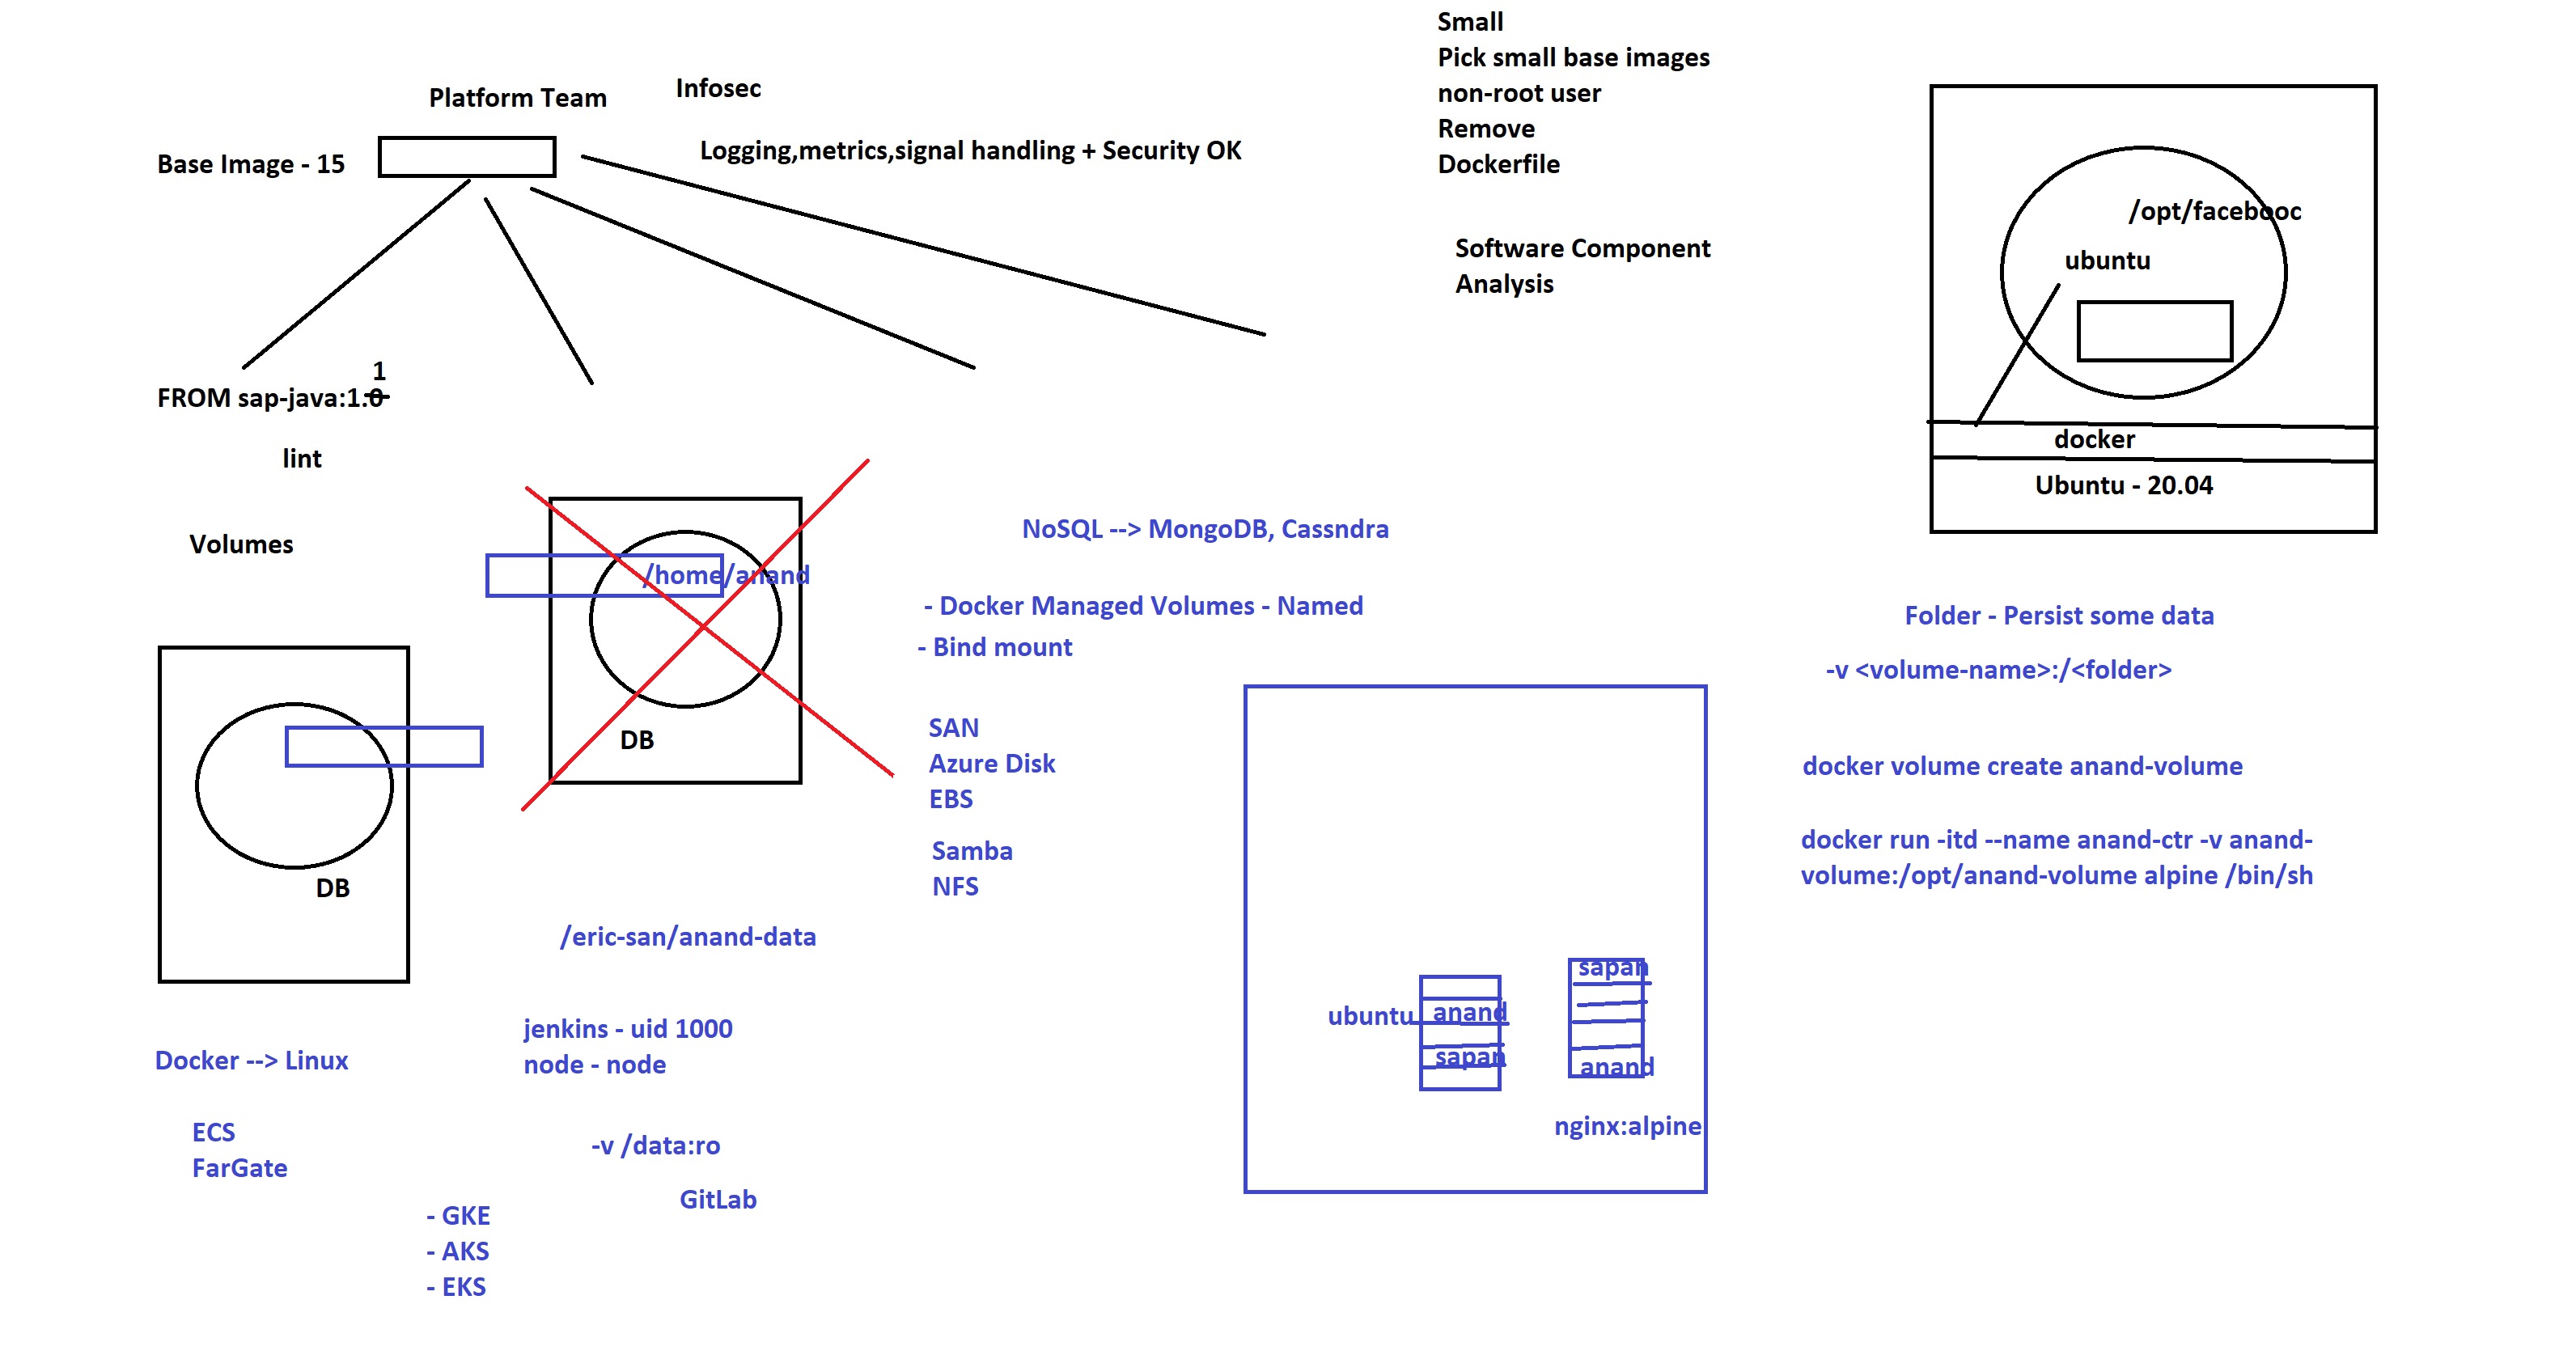 Platform Team
Infosec
Base Image - 15
Logging,metrics,signal handling + Security OK
1
FROM sap-java:1.0
lint
Volumes
/home/anand
DB
DB
Small
Pick small base images
non-root user
Remove
Dockerfile
Software Component
Analysis
/opt/facebooc
ubuntu
docker
Ubuntu - 20.04
NoSQL --> MongoDB, Cassndra
- Docker Managed Volumes - Named
- Bind mount
SAN
Azure Disk
EBS
Samba
NFS
/eric-san/anand-data
jenkins - uid 1000
node - node
-v /data:ro
GitLab
Docker --> Linux
ECS
FarGate
- GKE
- AKS
- EKS
ubuntu
anand
sapan
sapan
anand
nginx:alpine
Folder - Persist some data
-v <volume-name>:/<folder>
docker volume create anand-volume
docker run -itd --name anand-ctr -v anand-
volume:/opt/anand-volume alpine /bin/sh